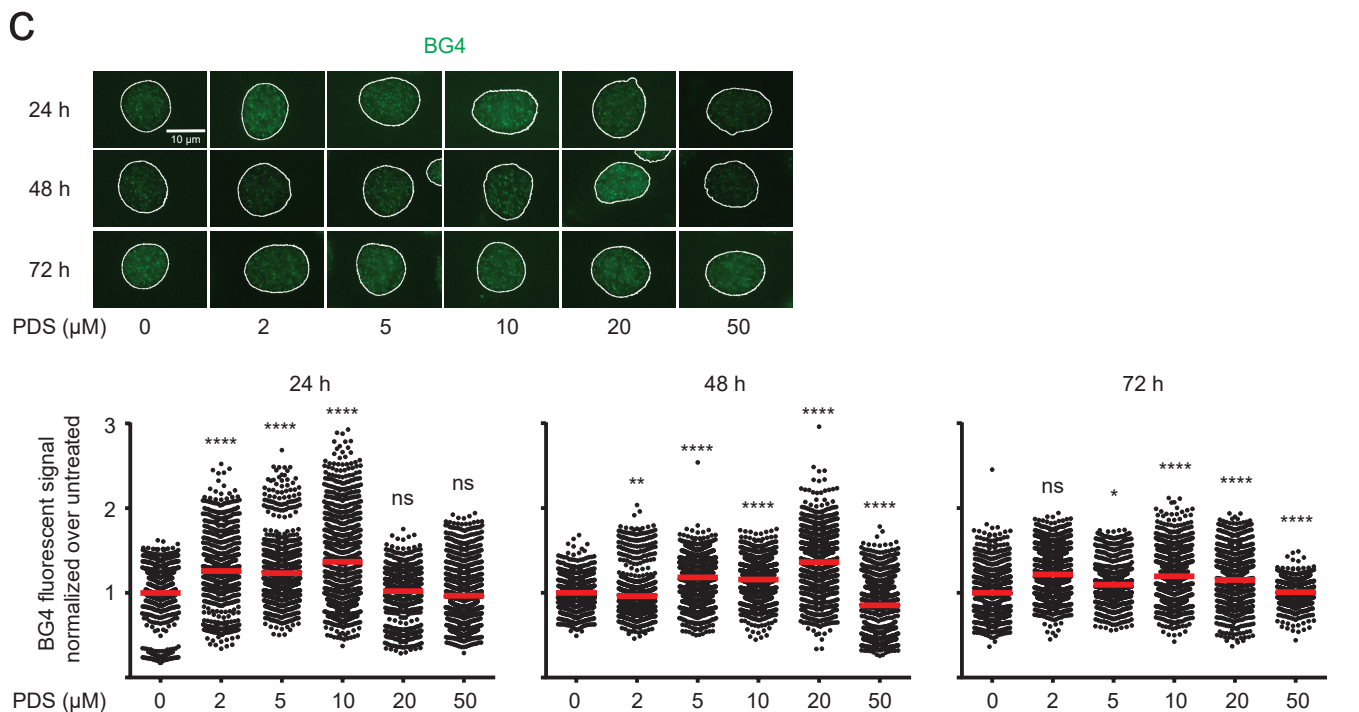 C
BG4
24 h
10 µm
48 h
72 h
PDS (µM) 0 2 5 10 20 50
24 h 48 h 72 h
BG4 fluorescent signal
normalized over untreated
3
2
1
**** **** **** ns ns
** **** **** **** ****
ns * **** **** ****
PDS (µM) 0 2 5 10 20 50 0 2 5 10 20 50 0 2 5 10 20 50